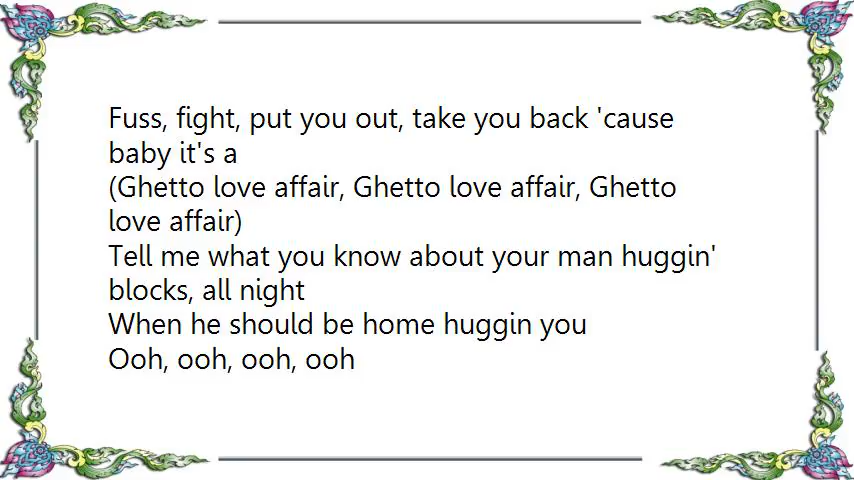 Fuss, fight, put you out, take you back 'cause
baby it's a
(Ghetto love affair, Ghetto love affair, Ghetto
love affair)
Tell me what you know about your man huggin'
blocks, all night
When he should be home huggin you
Ooh, ooh, ooh, ooh